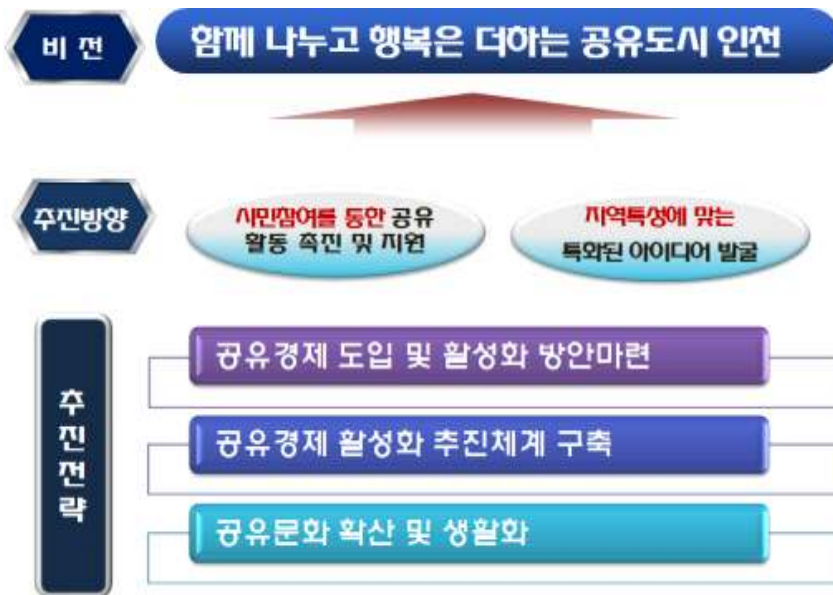 비 전
함께 나누고 행복은 더하는 공유도시 인천
추진방향
시민참여를 통한 공유
활동 촉진 및 지원
지역특성에 맞는
특화된 아이디어 발굴
추진전략
공유경제 도입 및 활성화 방안마련
공유경제 활성화 추진체계 구축
공유문화 확산 및 생활화